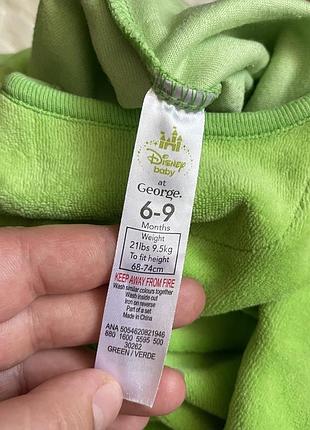 Disney
baby
at
George.
6-9
Months
Weight
21lbs 9.5kg
To fit height
68-74cm
KEEP AWAY FROM FIRE
Wash similar colours together
Wash inside out
Iron on reverse
Part of a set
Made in China
ANA 5054620821946
880 1600 5595 500
30262
GREEN / VERDE